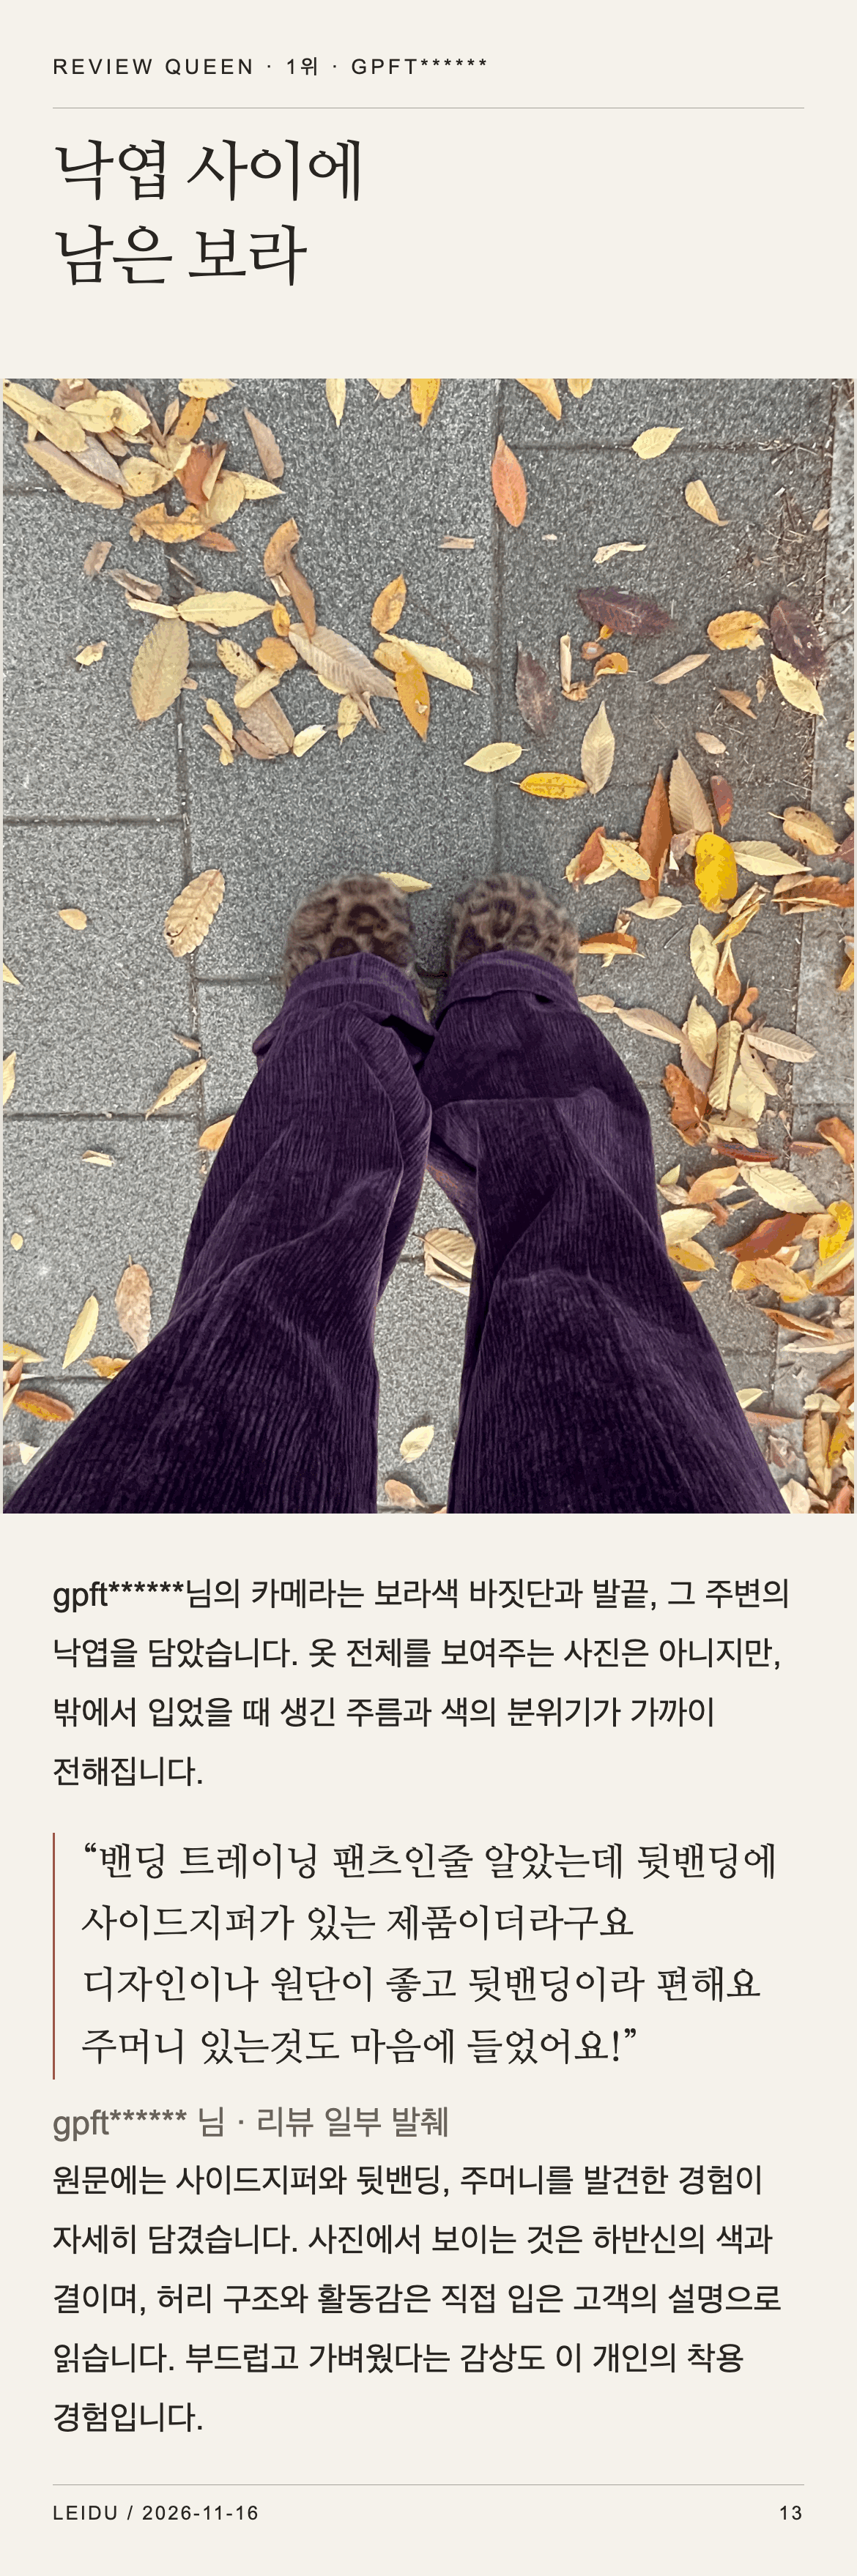 REVIEW QUEEN · 1위 · GPFT******
낙엽 사이에
남은 보라
gpft******님의 카메라는 보라색 바짓단과 발끝, 그 주변의
낙엽을 담았습니다. 옷 전체를 보여주는 사진은 아니지만,
밖에서 입었을 때 생긴 주름과 색의 분위기가 가까이
전해집니다.
“밴딩 트레이닝 팬츠인줄 알았는데 뒷밴딩에
사이드지퍼가 있는 제품이더라구요
디자인이나 원단이 좋고 뒷밴딩이라 편해요
주머니 있는것도 마음에 들었어요!”
gpft****** 님 · 리뷰 일부 발췌
원문에는 사이드지퍼와 뒷밴딩, 주머니를 발견한 경험이
자세히 담겼습니다. 사진에서 보이는 것은 하반신의 색과
결이며, 허리 구조와 활동감은 직접 입은 고객의 설명으로
읽습니다. 부드럽고 가벼웠다는 감상도 이 개인의 착용
경험입니다.
LEIDU / 2026-11-16
13